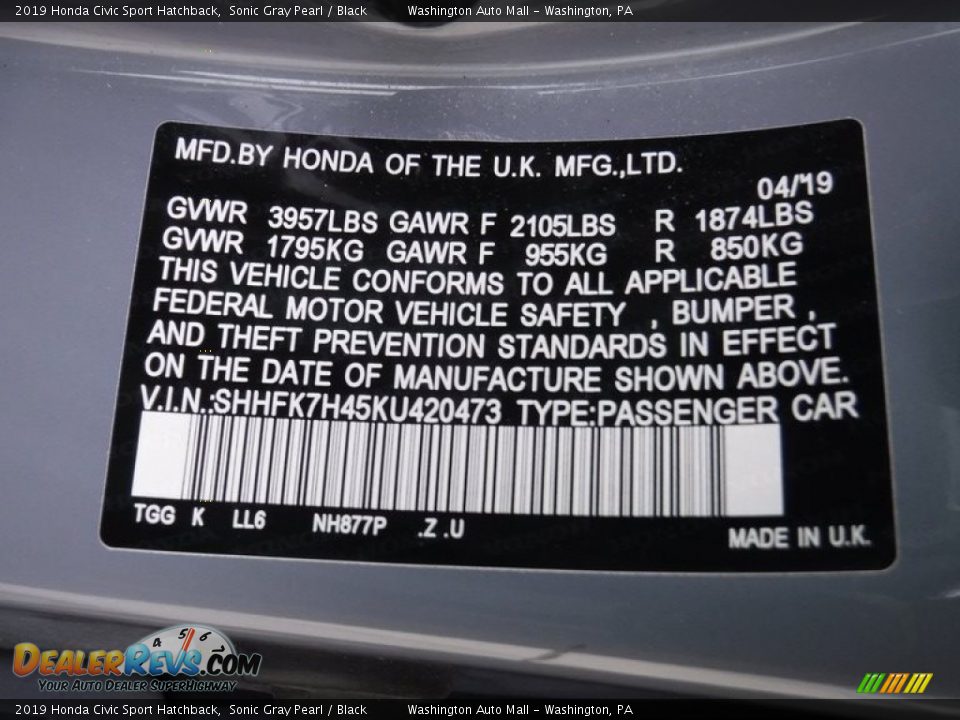 2019 Honda Civic Sport Hatchback, Sonic Gray Pearl / Black Washington Auto Mall - Washington, PA
MFD.BY HONDA OF THE U.K. MFG.,LTD.
04/'19
GVWR 3957LBS GAWR F 2105LBS R 1874LBS
GVWR 1795KG GAWR F 955KG R 850KG
THIS VEHICLE CONFORMS TO ALL APPLICABLE
FEDERAL MOTOR VEHICLE SAFETY , BUMPER ,
AND THEFT PREVENTION STANDARDS IN EFFECT
ON THE DATE OF MANUFACTURE SHOWN ABOVE.
V.I.N.:SHHFK7H45KU420473 TYPE:PASSENGER CAR
TGG K LL6 NH877P .Z .U
MADE IN U.K.
4 5 6
DEALERREVS.COM
YOUR AUTO DEALER SUPERHIGHWAY
2019 Honda Civic Sport Hatchback, Sonic Gray Pearl / Black Washington Auto Mall - Washington, PA